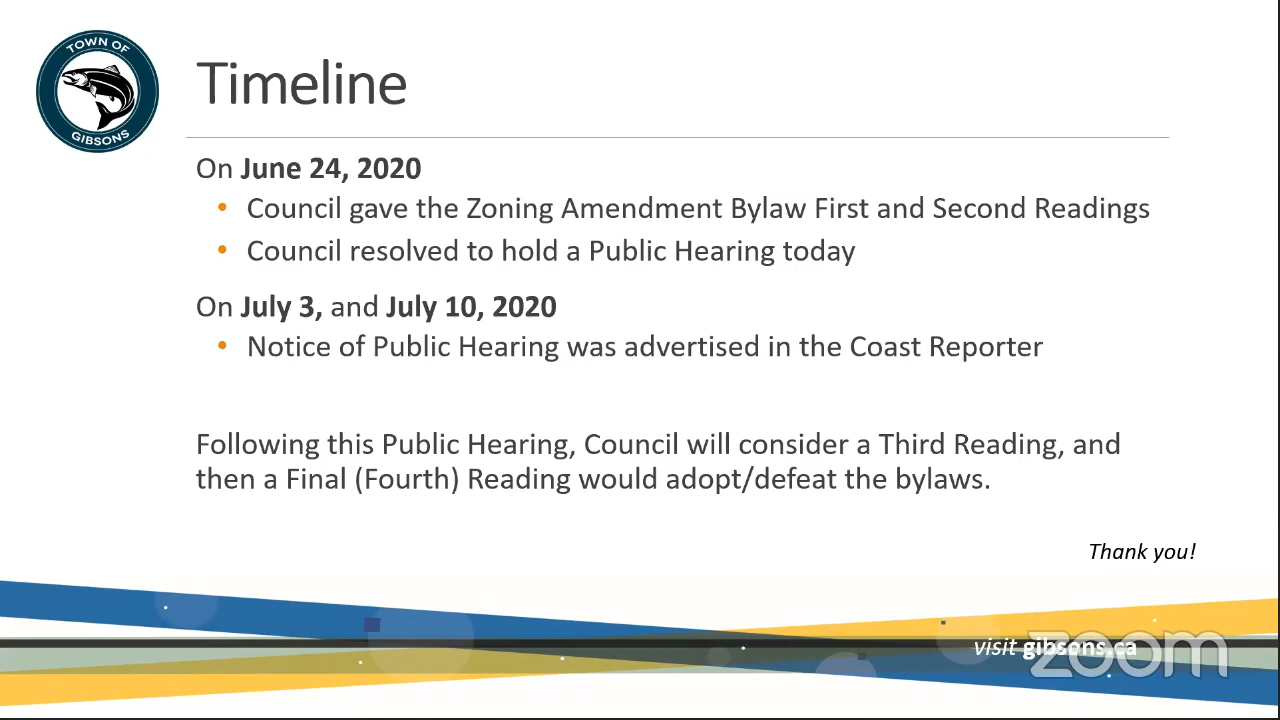 TOWN OF
GIBSONS
Timeline
On June 24, 2020
• Council gave the Zoning Amendment Bylaw First and Second Readings
• Council resolved to hold a Public Hearing today
On July 3, and July 10, 2020
• Notice of Public Hearing was advertised in the Coast Reporter
Following this Public Hearing, Council will consider a Third Reading, and
then a Final (Fourth) Reading would adopt/defeat the bylaws.
Thank you!
visit gibsons.ca
zoom